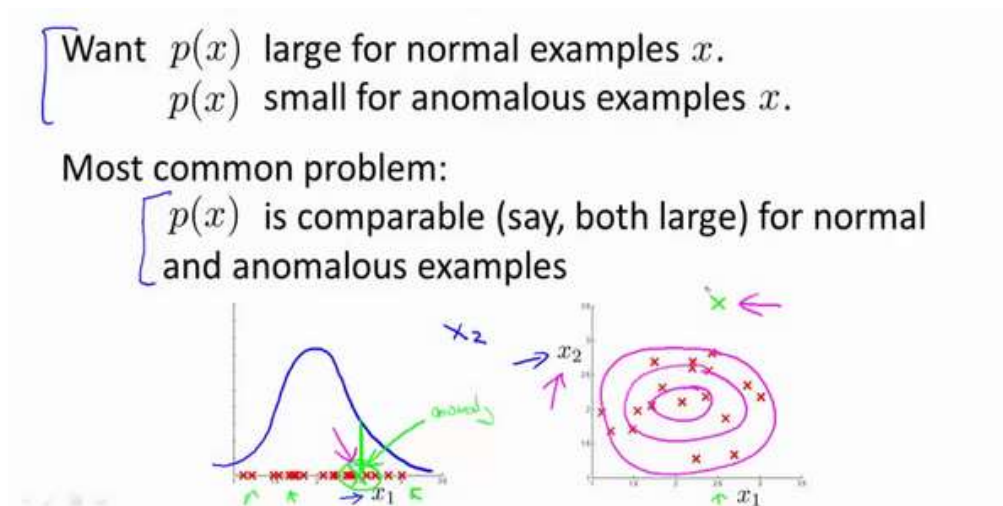 Want p(x) large for normal examples x.
p(x) small for anomalous examples x.
Most common problem:
p(x) is comparable (say, both large) for normal
and anomalous examples
x₂
anomaly
x₁
x₂
x₁